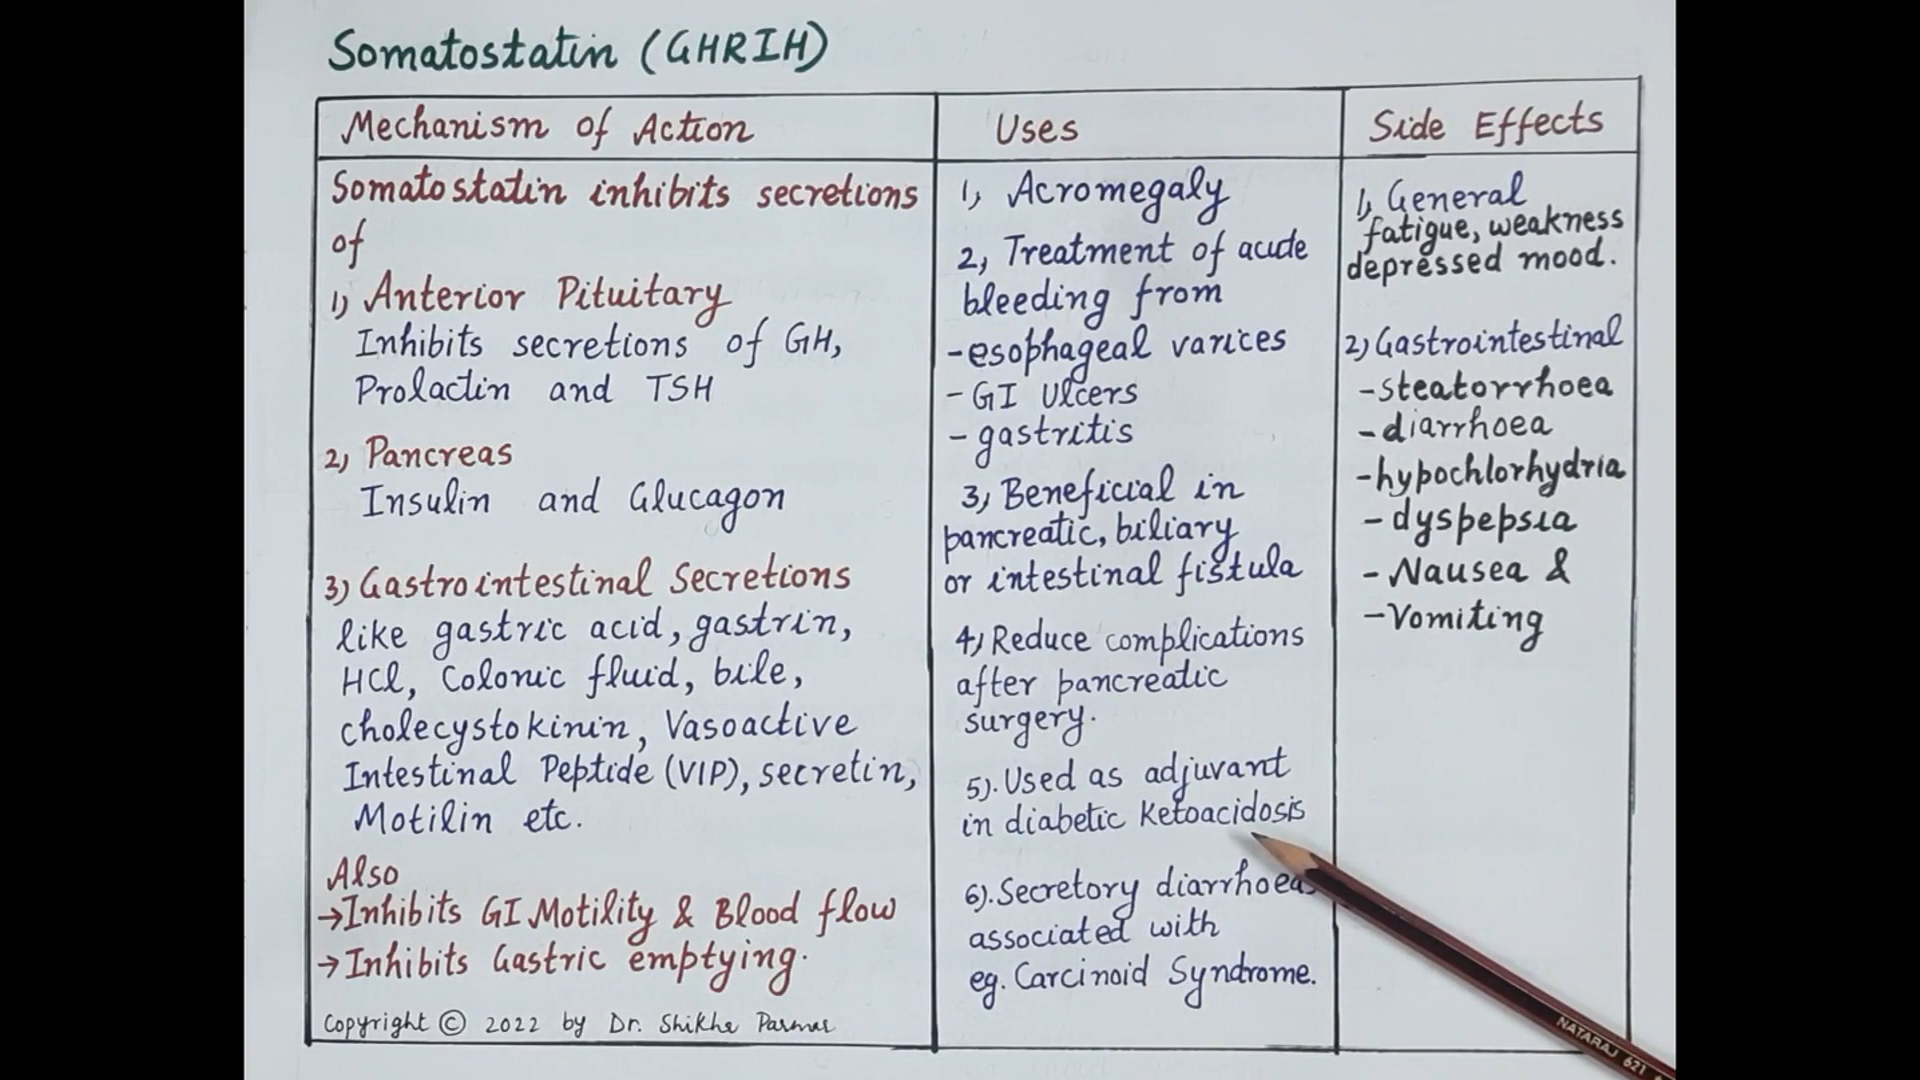 Somatostatin (GHRIH)
Mechanism of Action
Somatostatin inhibits secretions
of
1) Anterior Pituitary
Inhibits secretions of GH,
Prolactin and TSH
2) Pancreas
Insulin and Glucagon
3) Gastrointestinal Secretions
like gastric acid, gastrin,
HCl, Colonic fluid, bile,
cholecystokinin, Vasoactive
Intestinal Peptide (VIP), secretin,
Motilin etc.
Also
→Inhibits GI Motility & Blood flow
→Inhibits Gastric emptying.
Copyright © 2022 by Dr. Shikha Parmar
Uses
1) Acromegaly
2) Treatment of acute
bleeding from
-esophageal varices
- GI Ulcers
- gastritis
3) Beneficial in
pancreatic, biliary
or intestinal fistula
4) Reduce complications
after pancreatic
surgery.
5). Used as adjuvant
in diabetic Ketoacidosis
6). Secretory diarrhoeas
associated with
eg. Carcinoid Syndrome.
Side Effects
1) General
fatigue, weakness
depressed mood.
2) Gastrointestinal
-steatorrhoea
-diarrhoea
-hypochlorhydria
- dyspepsia
- Nausea &
-Vomiting
NATARAJ 621